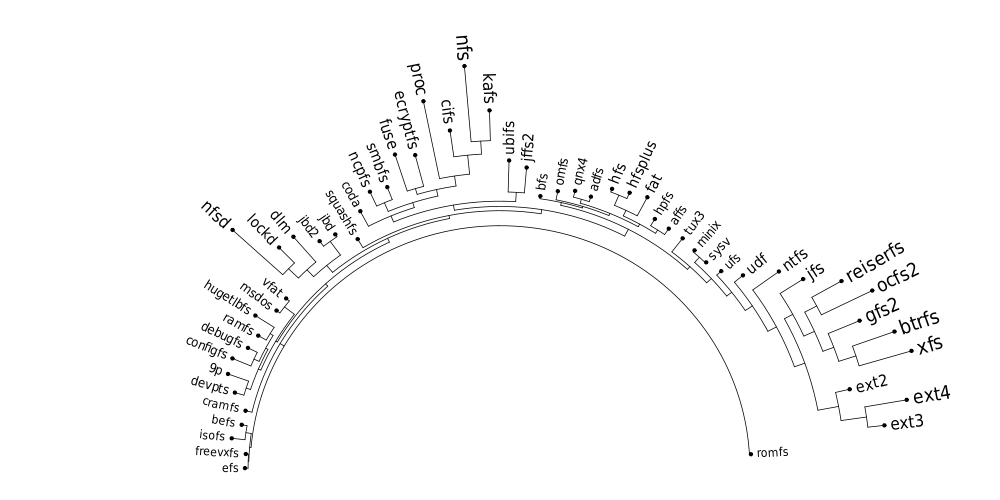 efs
freevxfs
isofs
befs
cramfs
devpts
9p
configfs
debugfs
ramfs
hugetlbfs
msdos
vfat
nfsd
lockd
dlm
jbd2
jbd
squashfs
coda
ncpfs
smbfs
fuse
ecryptfs
proc
cifs
nfs
kafs
ubifs
jffs2
bfs
omfs
qnx4
adfs
hfs
hfsplus
fat
hpfs
affs
tux3
minix
sysv
ufs
udf
ntfs
jfs
reiserfs
ocfs2
gfs2
btrfs
xfs
ext2
ext4
ext3
romfs